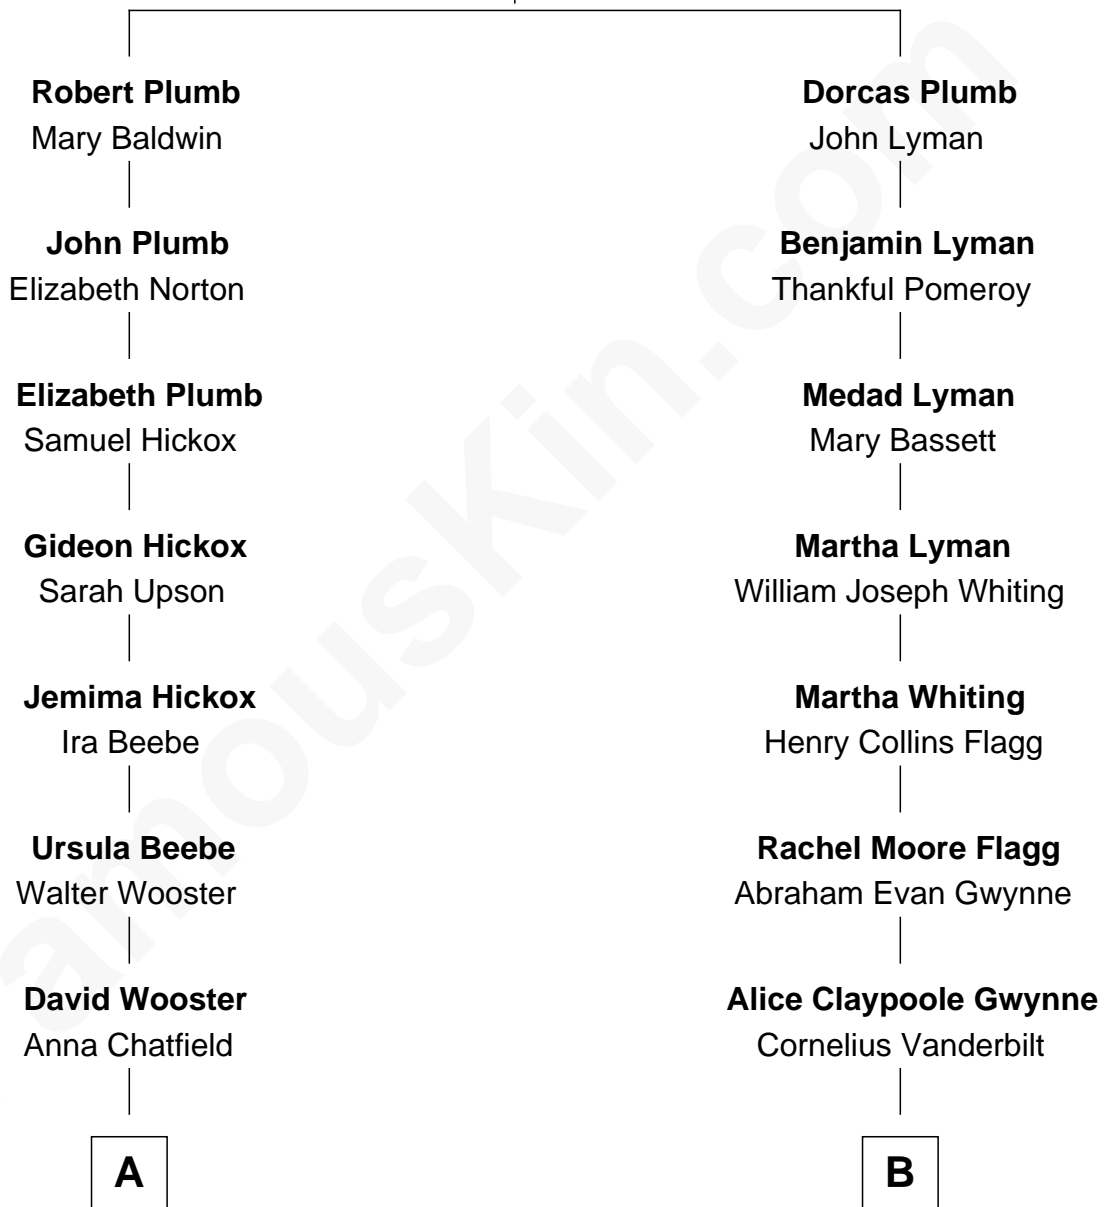 Robert Plumb
Mary Baldwin
John Plumb
Elizabeth Norton
Elizabeth Plumb
Samuel Hickox
Gideon Hickox
Sarah Upson
Jemima Hickox
Ira Beebe
Ursula Beebe
Walter Wooster
David Wooster
Anna Chatfield
A
Dorcas Plumb
John Lyman
Benjamin Lyman
Thankful Pomeroy
Medad Lyman
Mary Bassett
Martha Lyman
William Joseph Whiting
Martha Whiting
Henry Collins Flagg
Rachel Moore Flagg
Abraham Evan Gwynne
Alice Claypoole Gwynne
Cornelius Vanderbilt
B
amouskin.com